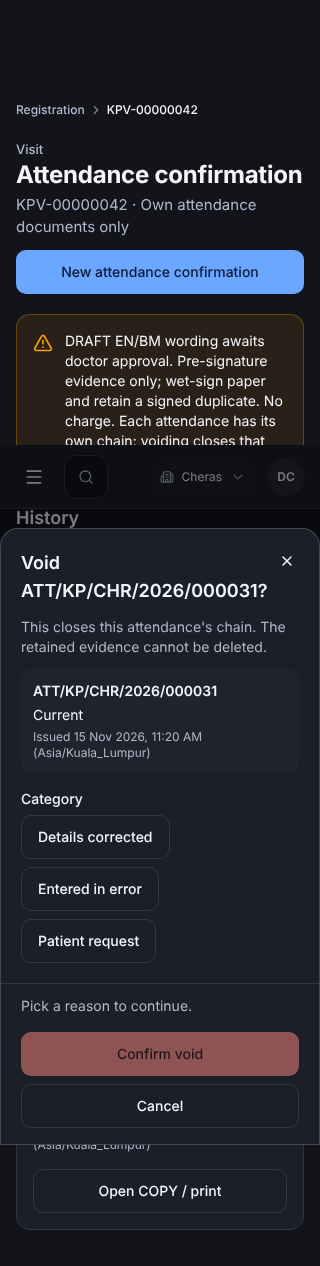 Registration > KPV-00000042
Visit
Attendance confirmation
KPV-00000042 · Own attendance
documents only
New attendance confirmation
DRAFT EN/BM wording awaits
doctor approval. Pre-signature
evidence only; wet-sign paper
and retain a signed duplicate. No
charge. Each attendance has its
own chain; voiding closes that
Cheras
DC
History
Void
ATT/KP/CHR/2026/000031?
This closes this attendance's chain. The
retained evidence cannot be deleted.
ATT/KP/CHR/2026/000031
Current
Issued 15 Nov 2026, 11:20 AM
(Asia/Kuala_Lumpur)
Category
Details corrected
Entered in error
Patient request
Pick a reason to continue.
Confirm void
Cancel
(Asia/Kuala_Lumpur)
Open COPY / print